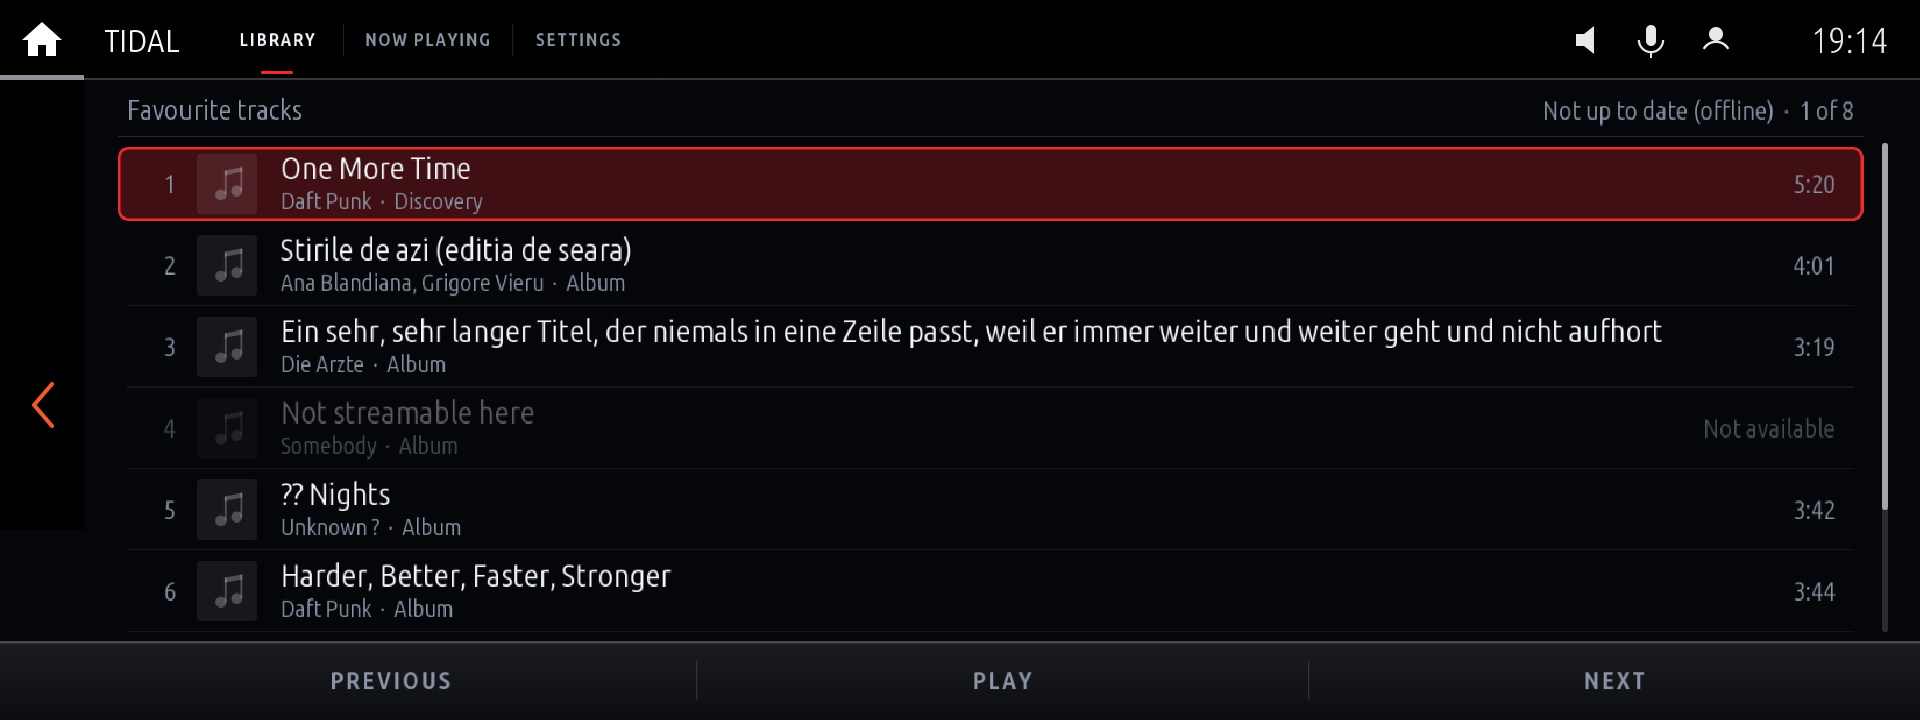 TIDAL LIBRARY NOW PLAYING SETTINGS 19:14
Favourite tracks Not up to date (offline) · 1 of 8
1 One More Time 5:20
Daft Punk · Discovery
2 Stirile de azi (editia de seara) 4:01
Ana Blandiana, Grigore Vieru · Album
3 Ein sehr, sehr langer Titel, der niemals in eine Zeile passt, weil er immer weiter und weiter geht und nicht aufhort 3:19
Die Arzte · Album
4 Not streamable here Not available
Somebody · Album
5 ?? Nights 3:42
Unknown ? · Album
6 Harder, Better, Faster, Stronger 3:44
Daft Punk · Album
PREVIOUS PLAY NEXT